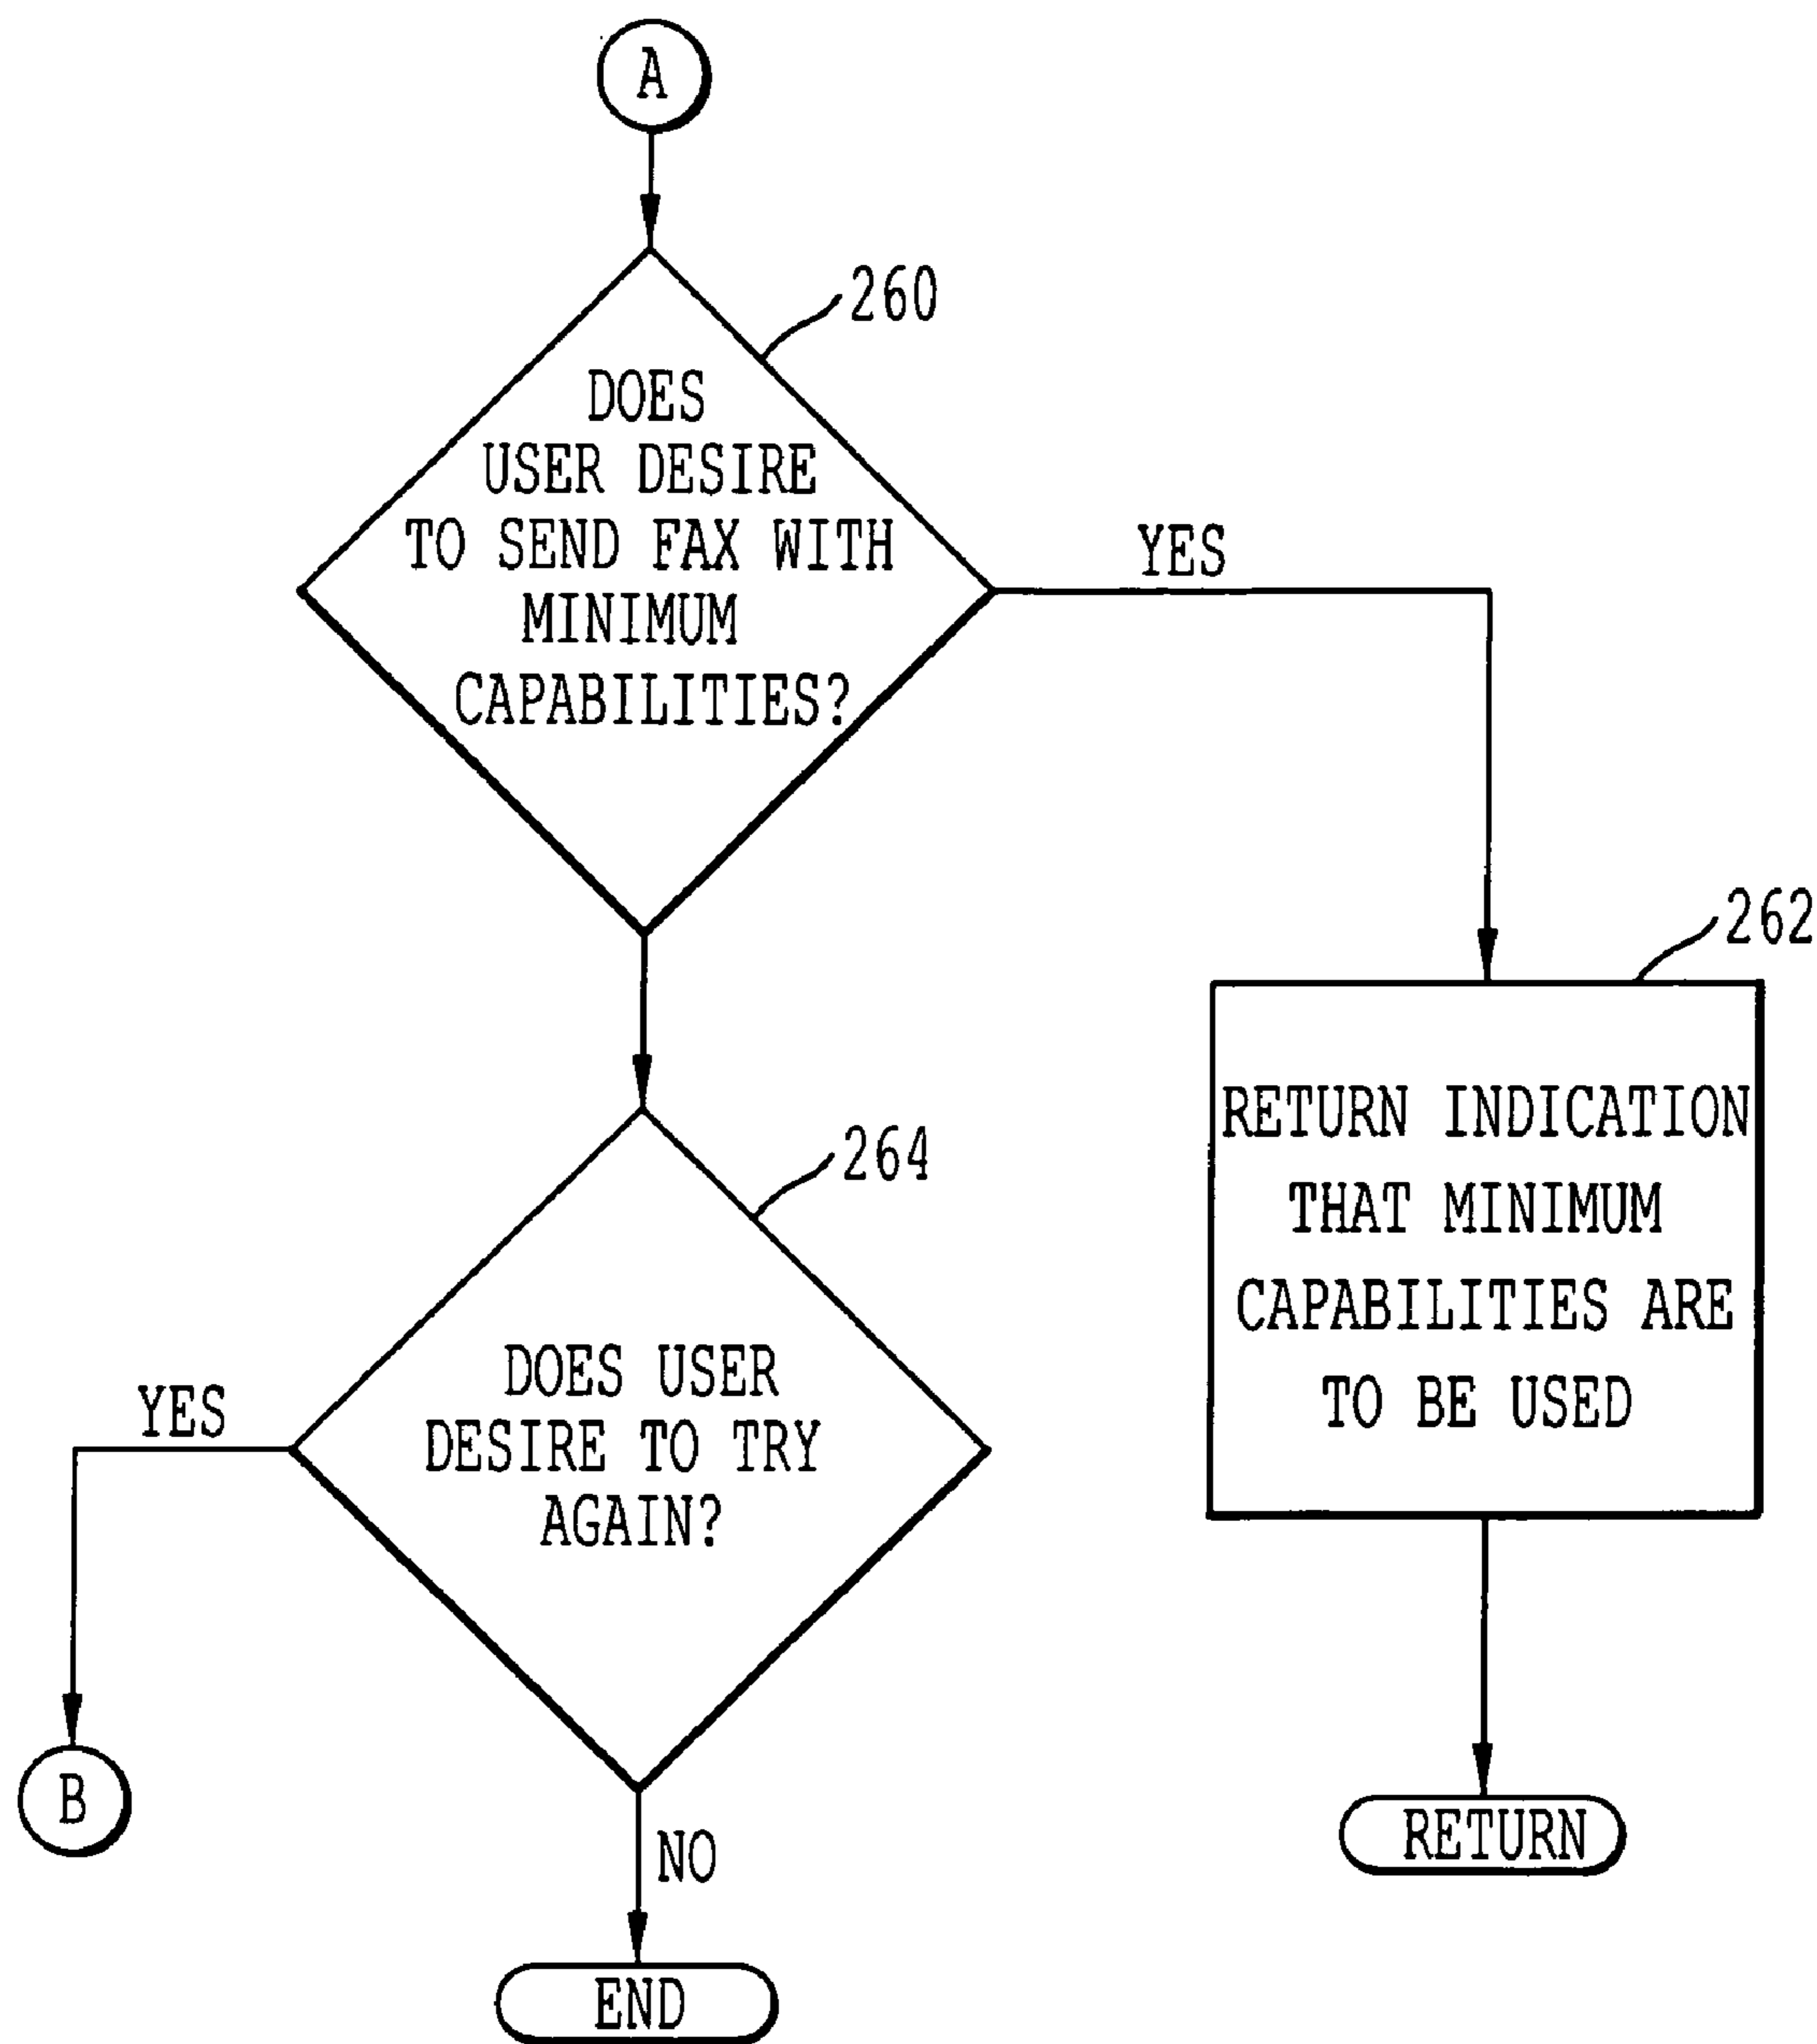 A
260
DOES
USER DESIRE
TO SEND FAX WITH
MINIMUM
CAPABILITIES?
YES
262
RETURN INDICATION
THAT MINIMUM
CAPABILITIES ARE
TO BE USED
RETURN
264
DOES USER
DESIRE TO TRY
AGAIN?
YES
B
NO
END